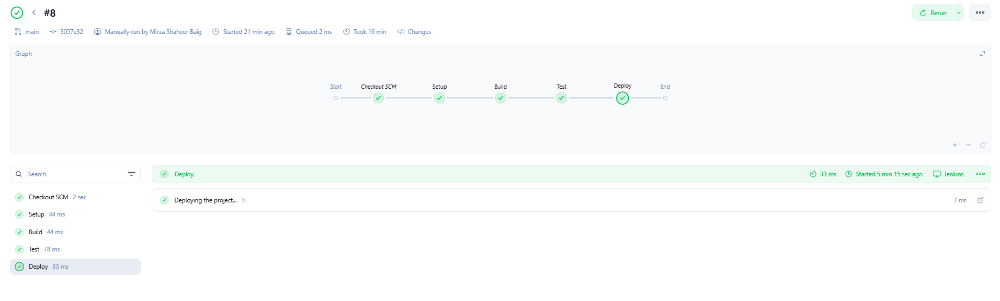 #8
Rerun
main 3057e32 Manually run by Mirza Shaheer Baig Started 21 min ago Queued 2 ms Took 16 min Changes
Graph
Start Checkout SCM Setup Build Test Deploy End
Search
Deploy 33 ms Started 5 min 15 sec ago Jenkins
Deploying the project... 7 ms
Checkout SCM 2 sec
Setup 44 ms
Build 44 ms
Test 78 ms
Deploy 33 ms